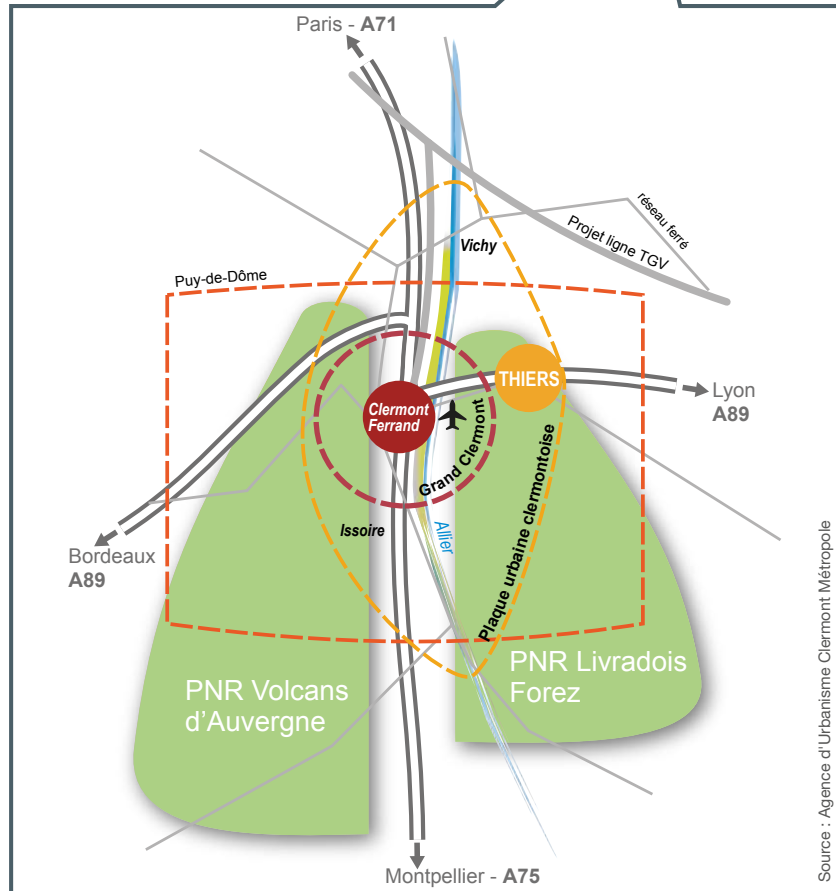 Paris - A71
réseau ferré
Projet ligne TGV
Vichy
Puy-de-Dôme
THIERS
Lyon
A89
Clermont
Ferrand
Grand Clermont
Plaque urbaine clermontoise
Issoire
Allier
Bordeaux
A89
PNR Volcans
d'Auvergne
PNR Livradois
Forez
Montpellier - A75
Source : Agence d'Urbanisme Clermont Métropole